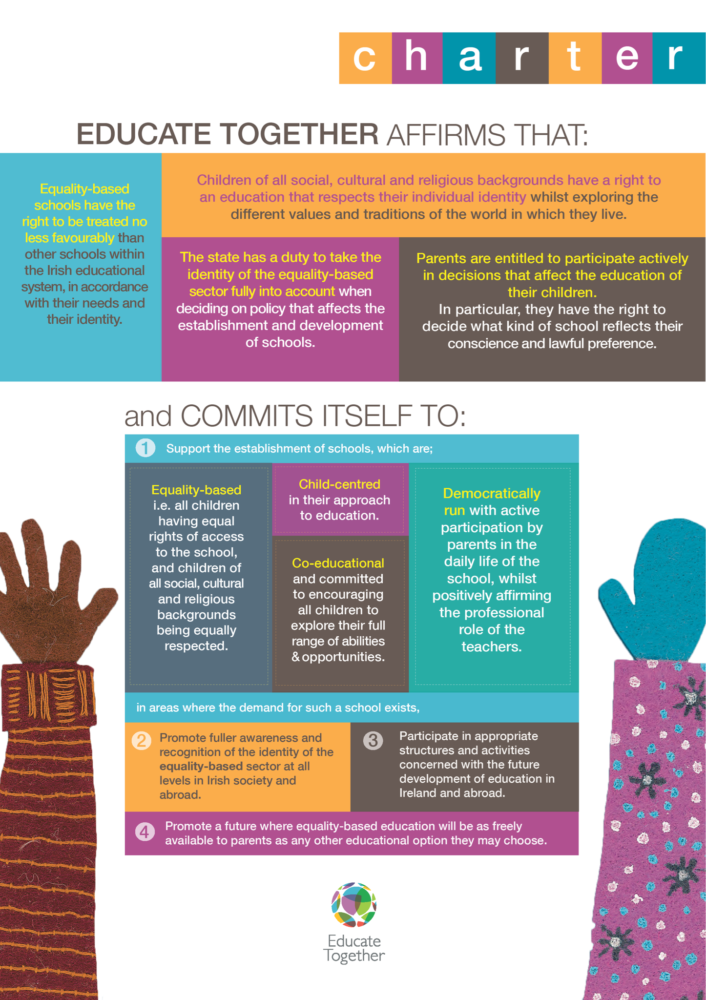 charter
EDUCATE TOGETHER AFFIRMS THAT:
Equality-based
schools have the
right to be treated no
less favourably than
other schools within
the Irish educational
system, in accordance
with their needs and
their identity.
Children of all social, cultural and religious backgrounds have a right to
an education that respects their individual identity whilst exploring the
different values and traditions of the world in which they live.
The state has a duty to take the
identity of the equality-based
sector fully into account when
deciding on policy that affects the
establishment and development
of schools.
Parents are entitled to participate actively
in decisions that affect the education of
their children.
In particular, they have the right to
decide what kind of school reflects their
conscience and lawful preference.
and COMMITS ITSELF TO:
1 Support the establishment of schools, which are;
Equality-based
i.e. all children
having equal
rights of access
to the school,
and children of
all social, cultural
and religious
backgrounds
being equally
respected.
Child-centred
in their approach
to education.
Co-educational
and committed
to encouraging
all children to
explore their full
range of abilities
& opportunities.
Democratically
run with active
participation by
parents in the
daily life of the
school, whilst
positively affirming
the professional
role of the
teachers.
in areas where the demand for such a school exists,
2 Promote fuller awareness and
recognition of the identity of the
equality-based sector at all
levels in Irish society and
abroad.
3 Participate in appropriate
structures and activities
concerned with the future
development of education in
Ireland and abroad.
4 Promote a future where equality-based education will be as freely
available to parents as any other educational option they may choose.
Educate
Together